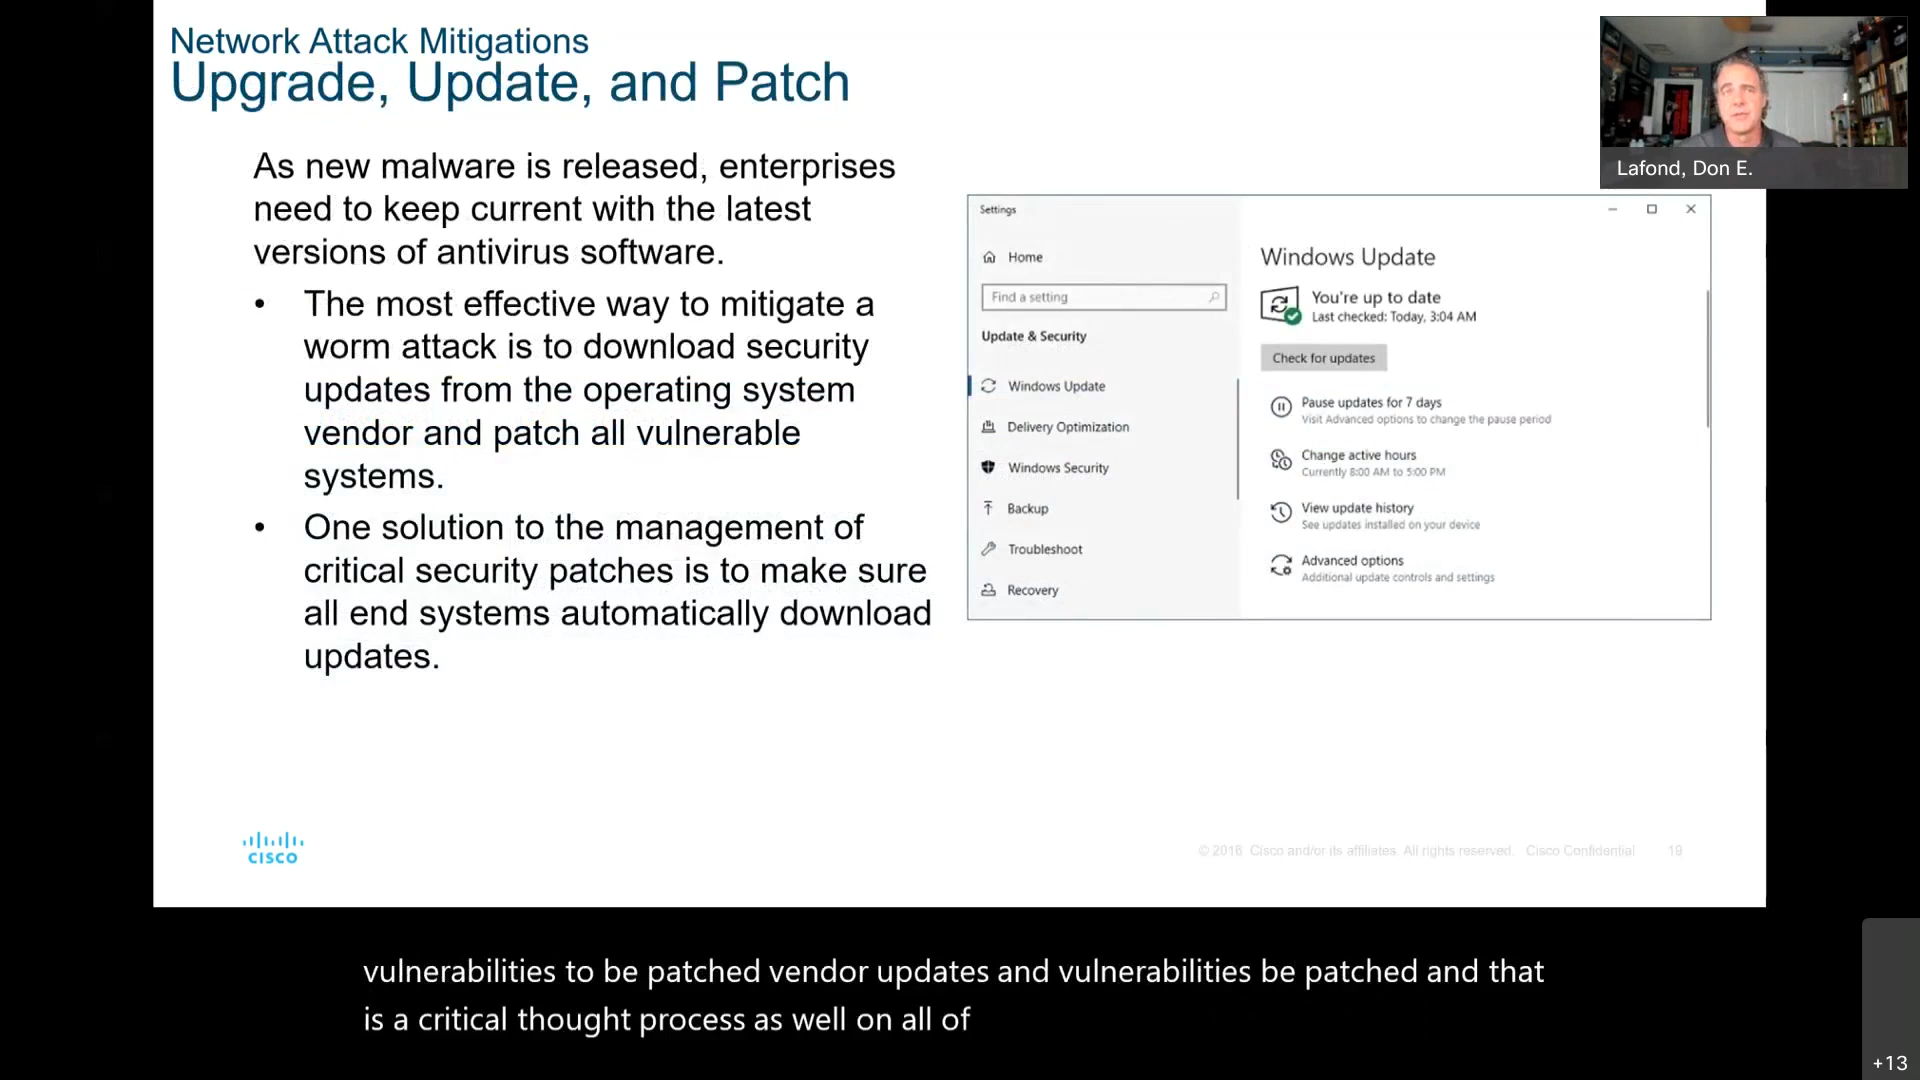 Network Attack Mitigations
Upgrade, Update, and Patch
As new malware is released, enterprises
need to keep current with the latest
versions of antivirus software.
• The most effective way to mitigate a
worm attack is to download security
updates from the operating system
vendor and patch all vulnerable
systems.
• One solution to the management of
critical security patches is to make sure
all end systems automatically download
updates.
Lafond, Don E.
Settings
Home
Find a setting
Update & Security
Windows Update
Delivery Optimization
Windows Security
Backup
Troubleshoot
Recovery
Windows Update
You're up to date
Last checked: Today, 3:04 AM
Check for updates
Pause updates for 7 days
Visit Advanced options to change the pause period
Change active hours
Currently 8:00 AM to 5:00 PM
View update history
See updates installed on your device
Advanced options
Additional update controls and settings
CISCO
© 2018 Cisco and/or its affiliates. All rights reserved. Cisco Confidential
19
vulnerabilities to be patched vendor updates and vulnerabilities be patched and that
is a critical thought process as well on all of
+13